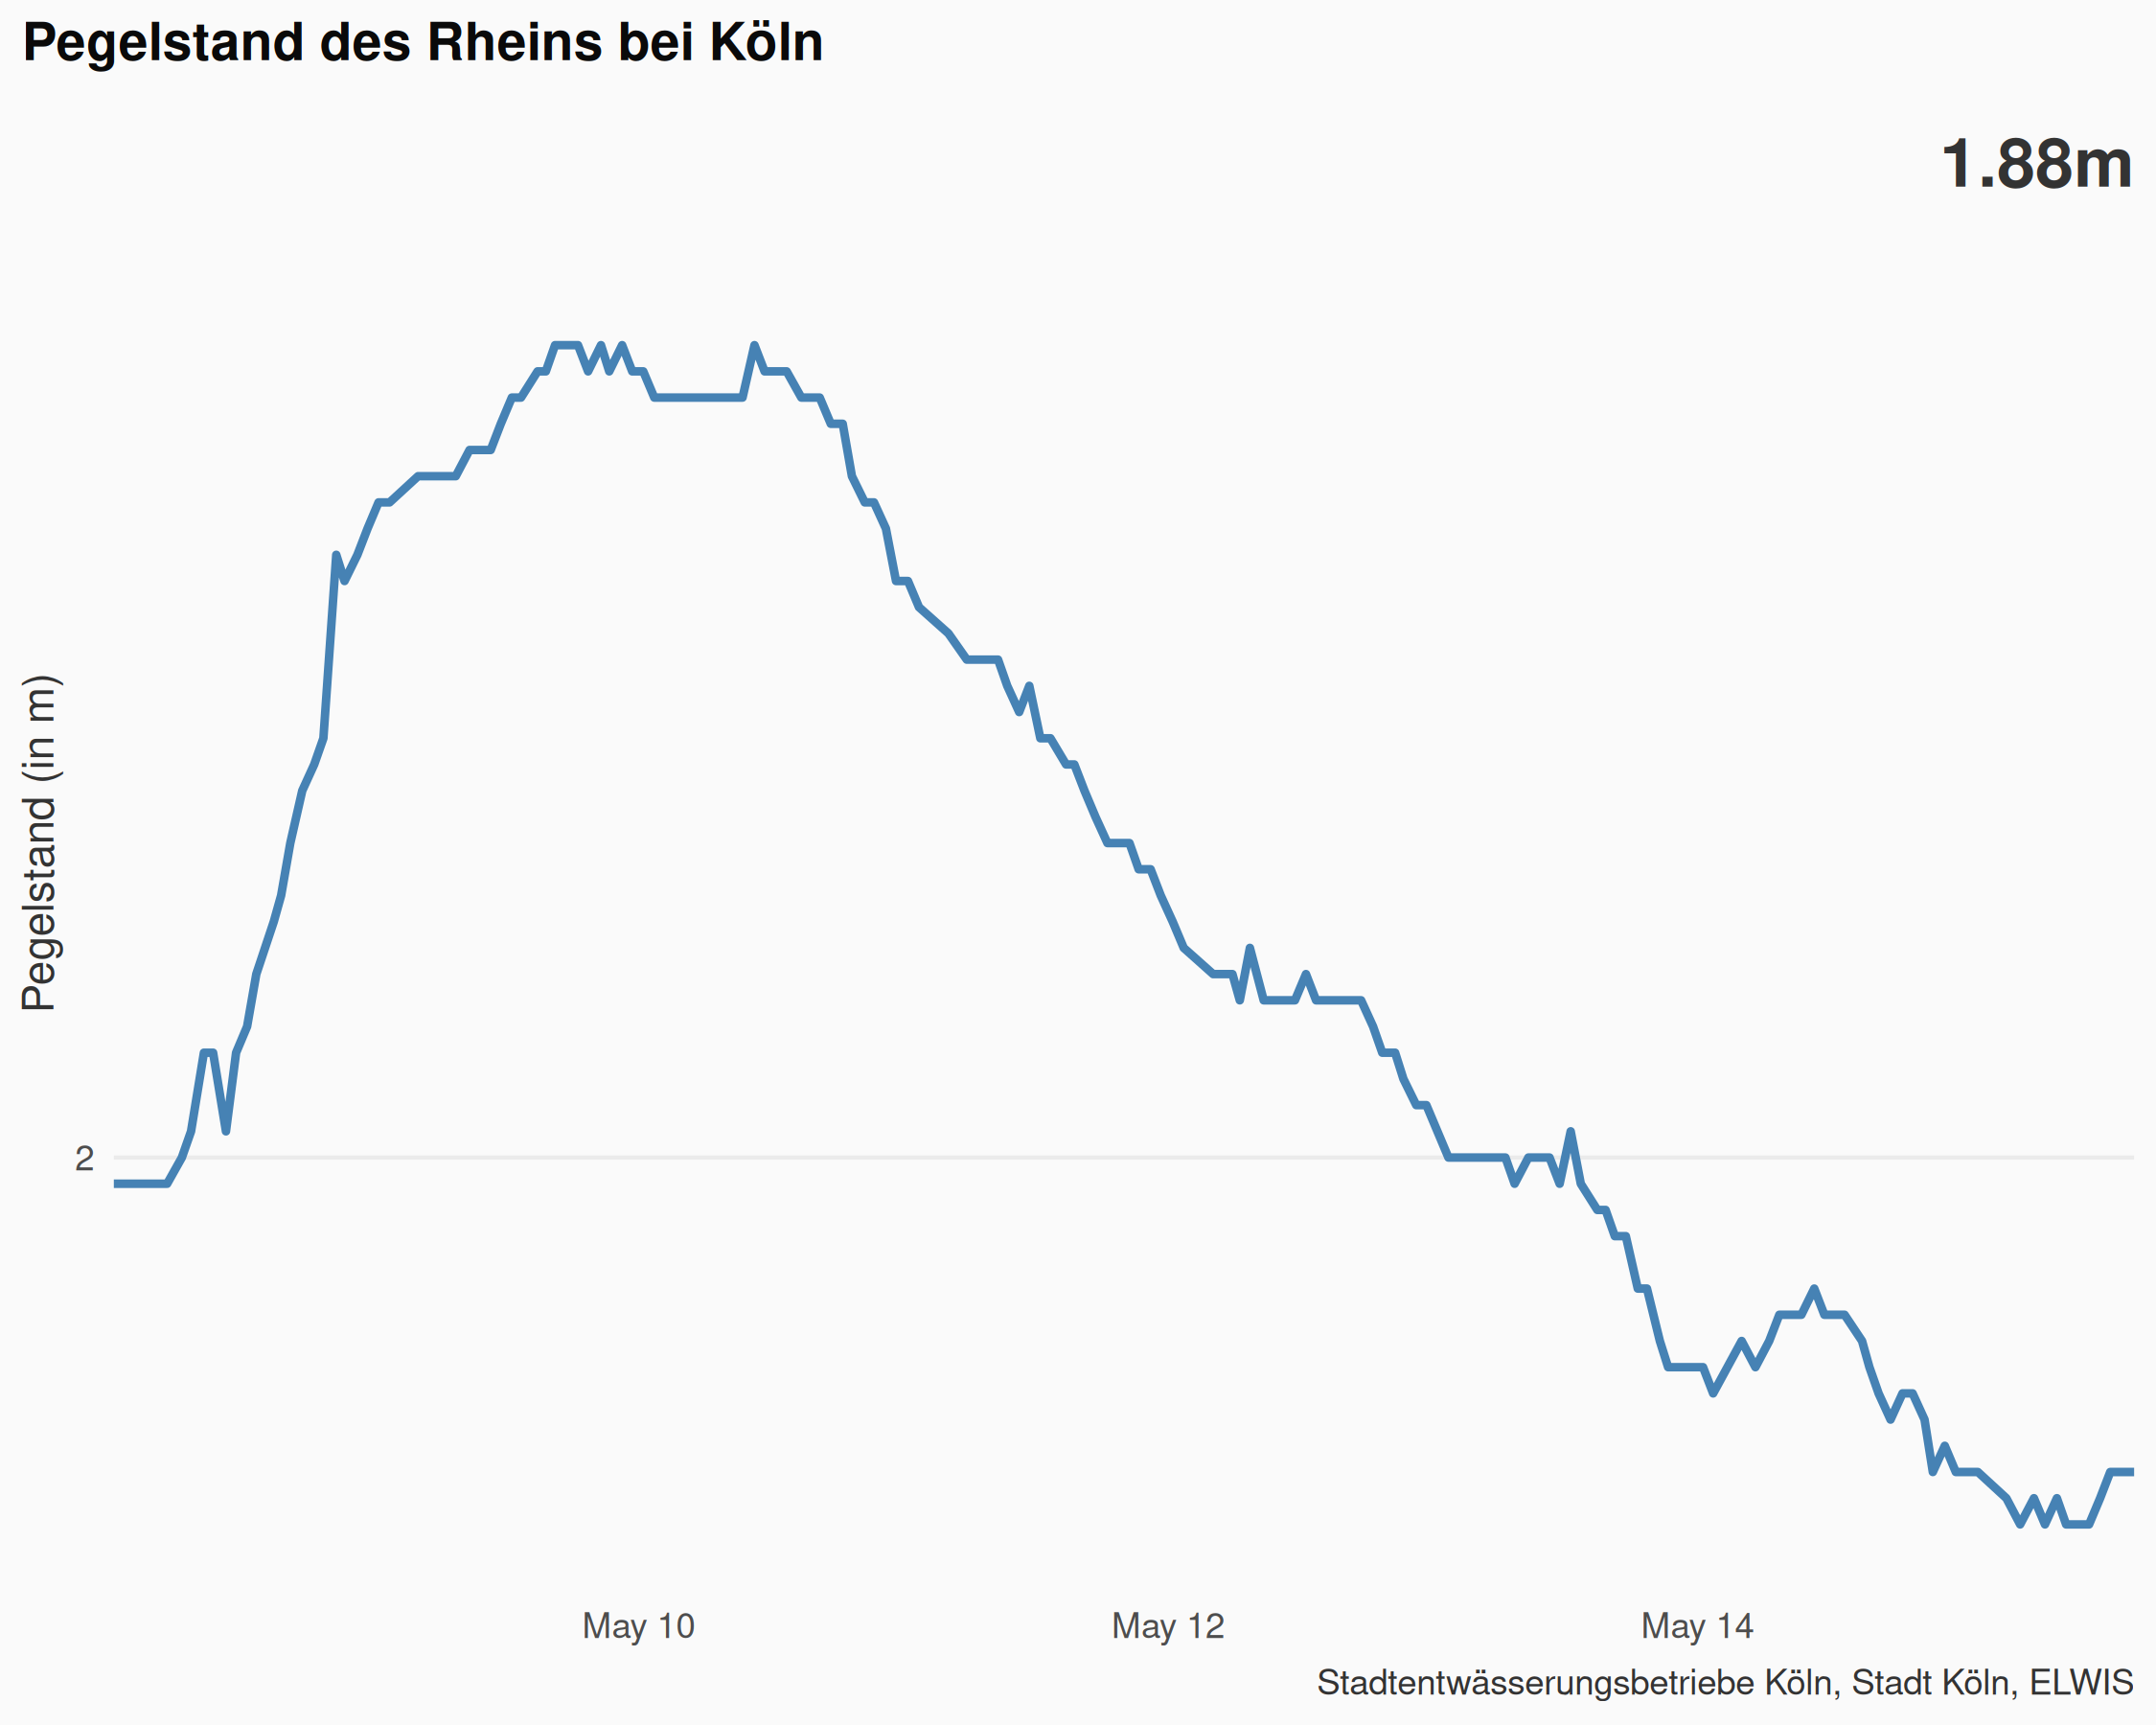 Pegelstand des Rheins bei Köln
1.88m
Pegelstand (in m)
2
May 10
May 12
May 14
Stadtentwässerungsbetriebe Köln, Stadt Köln, ELWIS